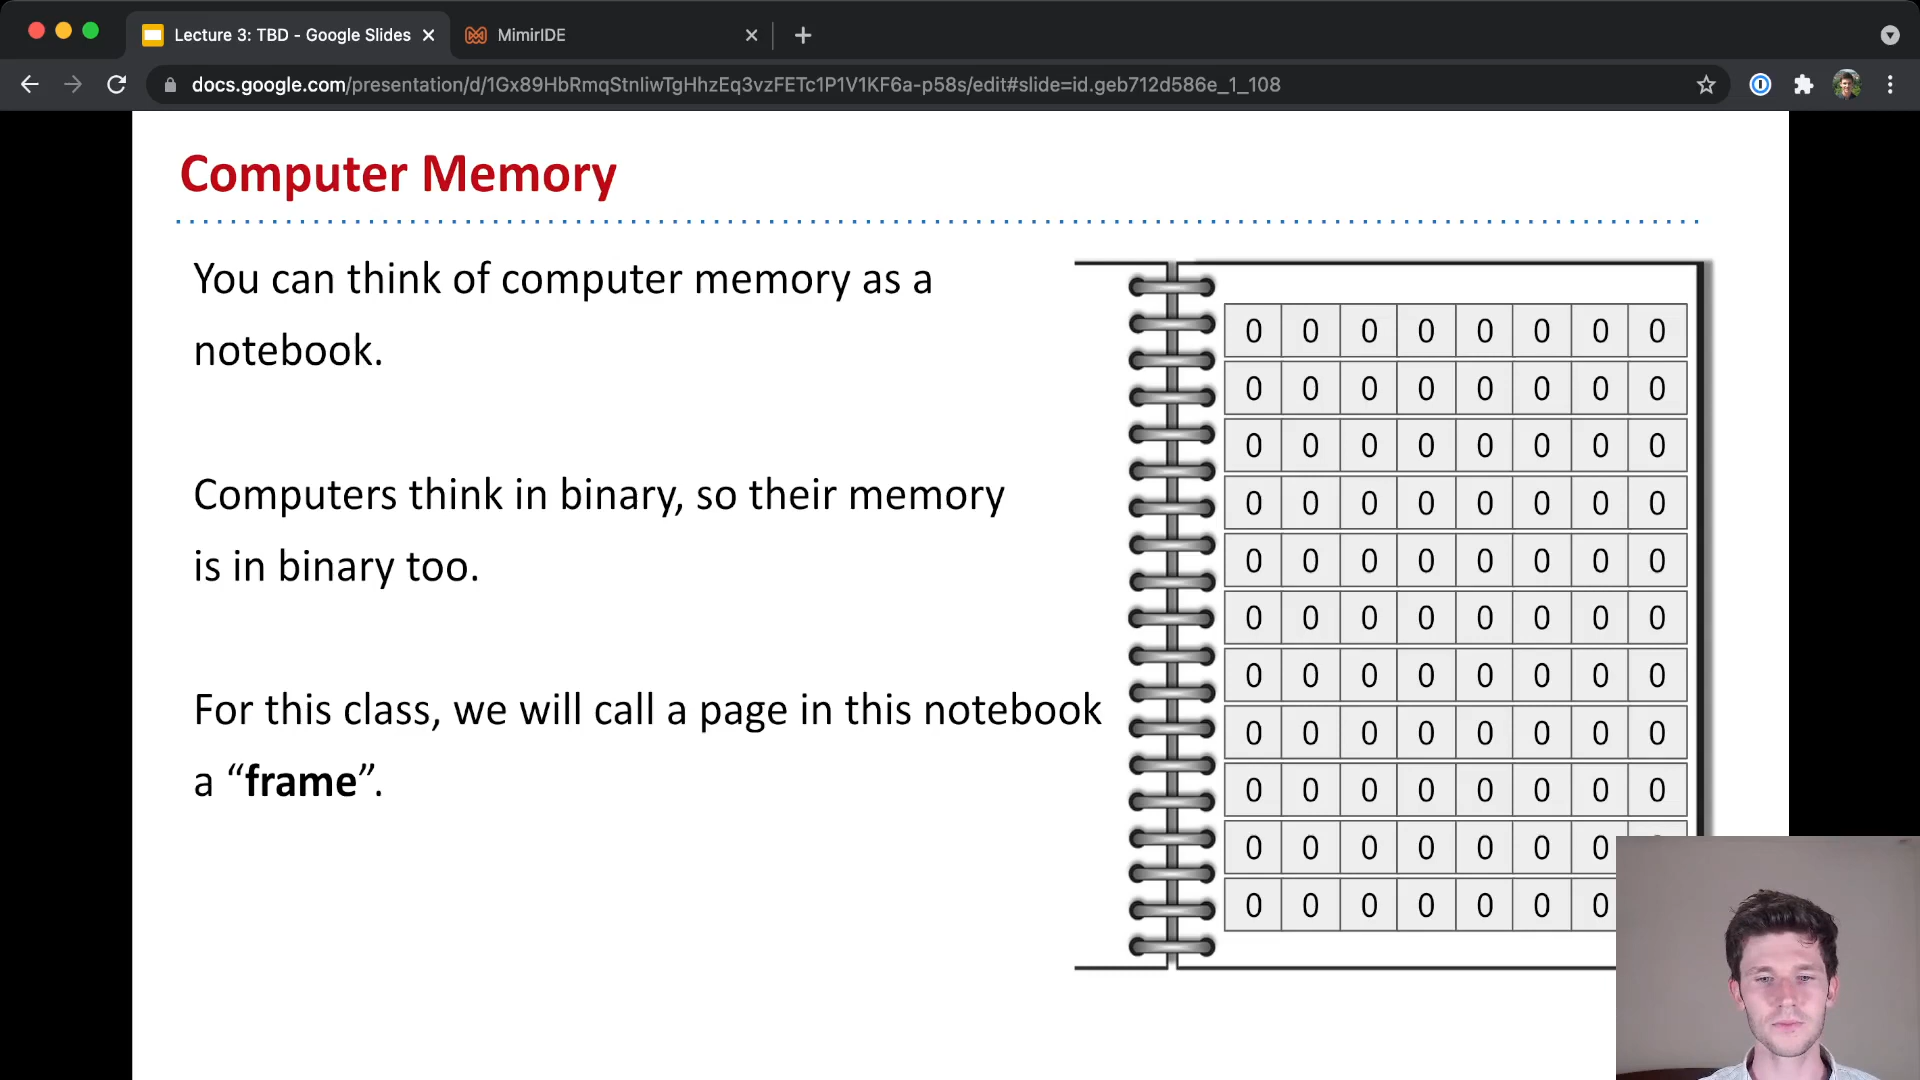 Lecture 3: TBD - Google Slides
MimirIDE
docs.google.com/presentation/d/1Gx89HbRmqStnIiwTgHhzEq3vzFETc1P1V1KF6a-p58s/edit#slide=id.geb712d586e_1_108
Computer Memory
You can think of computer memory as a
notebook.
Computers think in binary, so their memory
is in binary too.
For this class, we will call a page in this notebook
a “frame”.
0 0 0 0 0 0 0 0
0 0 0 0 0 0 0 0
0 0 0 0 0 0 0 0
0 0 0 0 0 0 0 0
0 0 0 0 0 0 0 0
0 0 0 0 0 0 0 0
0 0 0 0 0 0 0 0
0 0 0 0 0 0 0 0
0 0 0 0 0 0 0 0
0 0 0 0 0 0 0
0 0 0 0 0 0 0